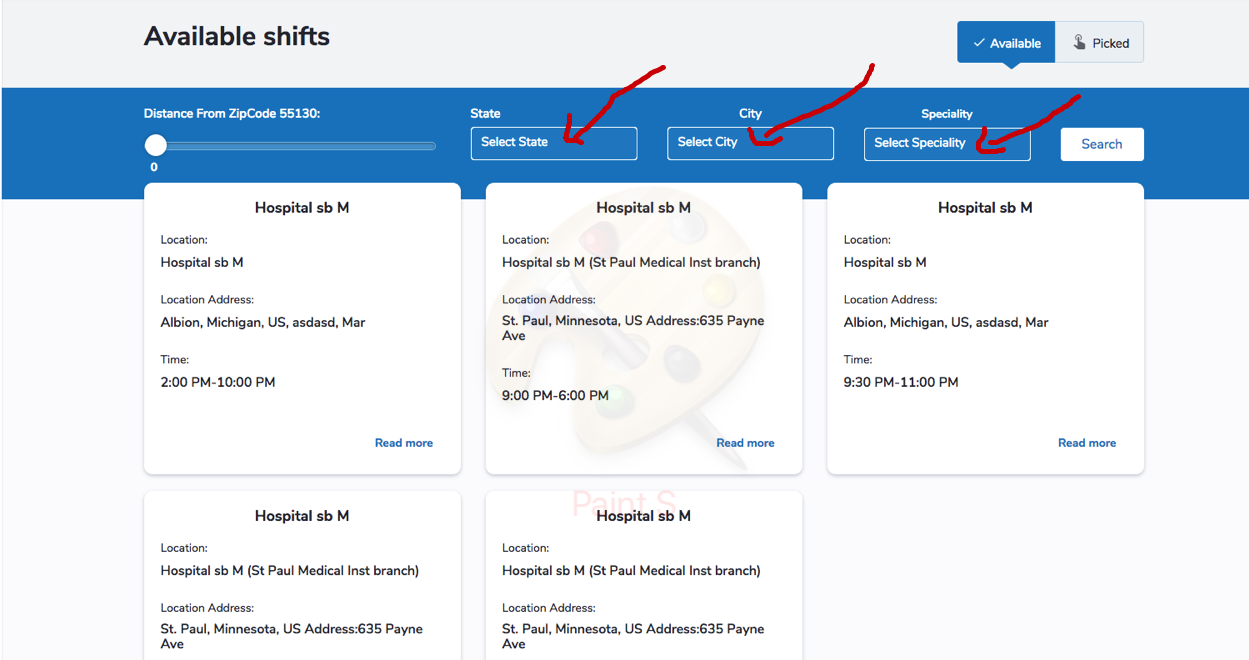 Available shifts
Available
Picked
Distance From ZipCode 55130:
State
City
Speciality
Select State
Select City
Select Speciality
Search
0
Hospital sb M
Location:
Hospital sb M
Location Address:
Albion, Michigan, US, asdasd, Mar
Time:
2:00 PM-10:00 PM
Read more
Hospital sb M
Location:
Hospital sb M (St Paul Medical Inst branch)
Location Address:
St. Paul, Minnesota, US Address:635 Payne
Ave
Time:
9:00 PM-6:00 PM
Read more
Hospital sb M
Location:
Hospital sb M
Location Address:
Albion, Michigan, US, asdasd, Mar
Time:
9:30 PM-11:00 PM
Read more
Paint S
Hospital sb M
Location:
Hospital sb M (St Paul Medical Inst branch)
Location Address:
St. Paul, Minnesota, US Address:635 Payne
Ave
Hospital sb M
Location:
Hospital sb M (St Paul Medical Inst branch)
Location Address:
St. Paul, Minnesota, US Address:635 Payne
Ave